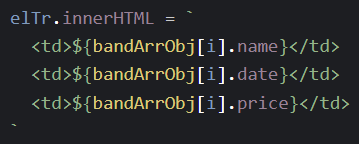 elTr.innerHTML = `
<td>${bandArrObj[i].name}</td>
<td>${bandArrObj[i].date}</td>
<td>${bandArrObj[i].price}</td>
`